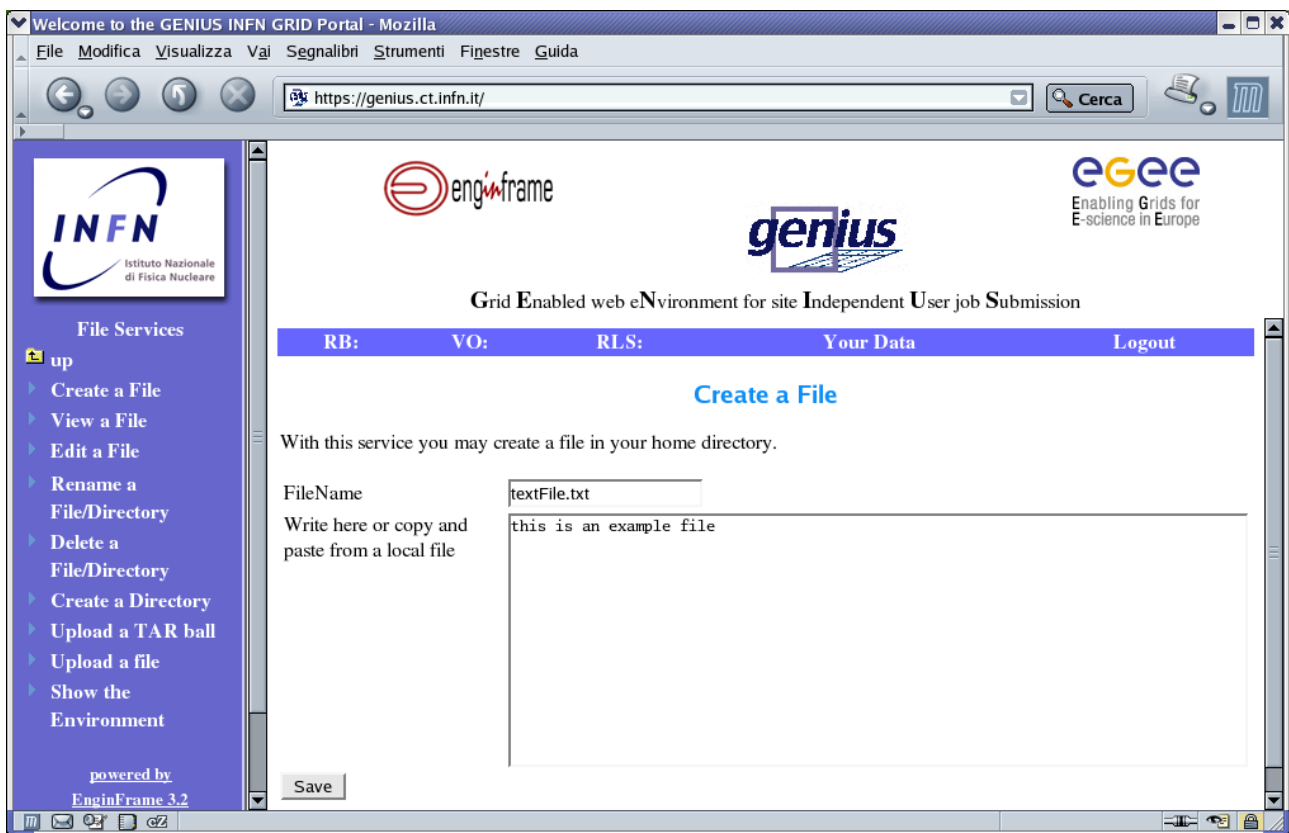 Welcome to the GENIUS INFN GRID Portal - Mozilla
File Modifica Visualizza Vai Segnalibri Strumenti Finestre Guida
https://genius.ct.infn.it/
Cerca
INFN
Istituto Nazionale
di Fisica Nucleare
File Services
up
Create a File
View a File
Edit a File
Rename a
File/Directory
Delete a
File/Directory
Create a Directory
Upload a TAR ball
Upload a file
Show the
Environment
powered by
EnginFrame 3.2
enginframe
genius
eGee
Enabling Grids for
E-science in Europe
Grid Enabled web eNvironment for site Independent User job Submission
RB: VO: RLS: Your Data Logout
Create a File
With this service you may create a file in your home directory.
FileName textFile.txt
Write here or copy and
paste from a local file
this is an example file
Save